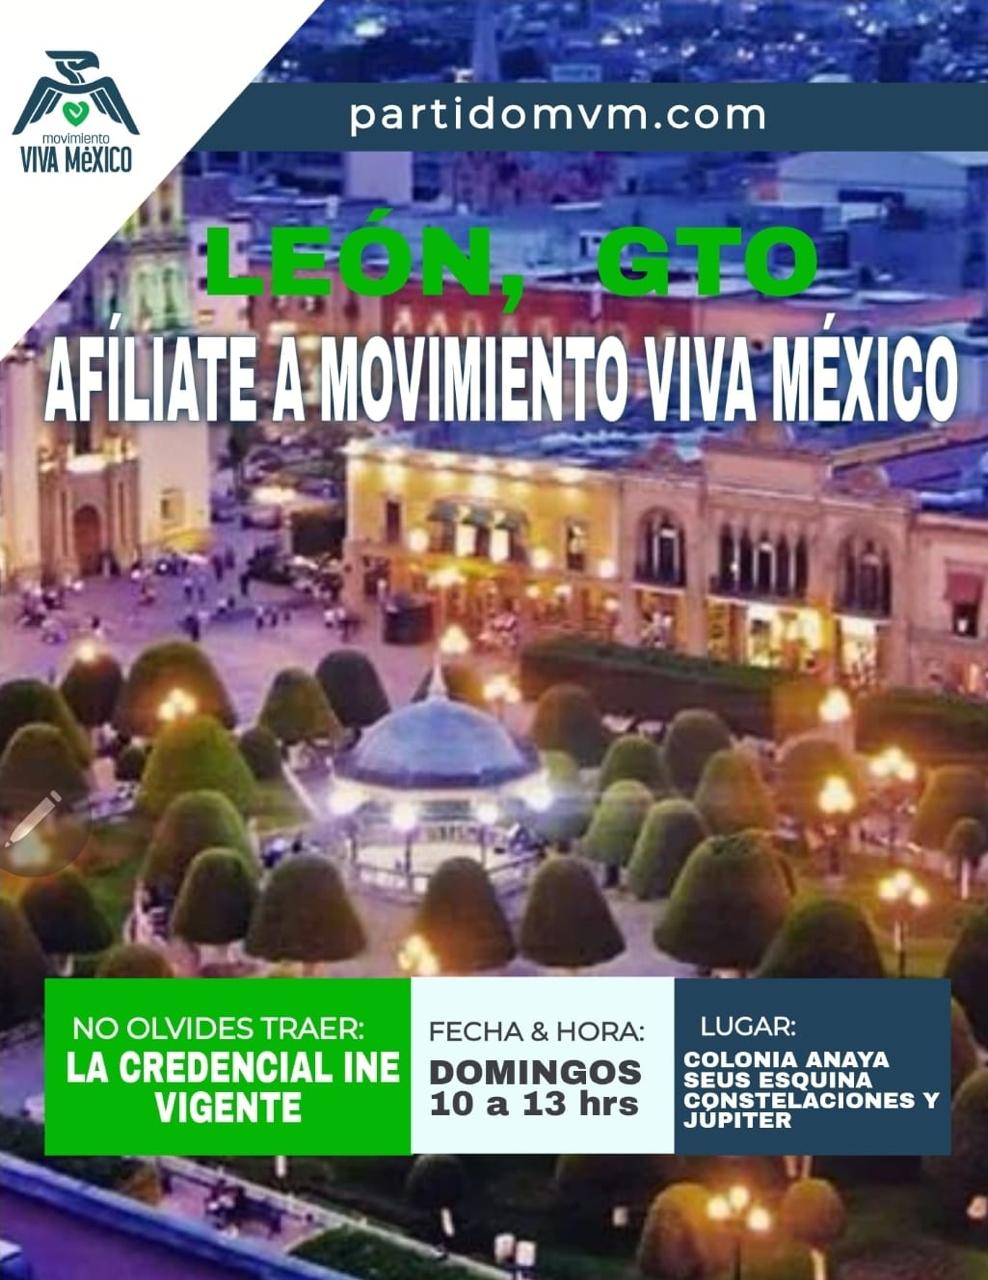 movimiento
VIVA MéXICO
partidomvm.com
LEÓN, GTO
AFÍLIATE A MOVIMIENTO VIVA MÉXICO
NO OLVIDES TRAER:
LA CREDENCIAL INE
VIGENTE
FECHA & HORA:
DOMINGOS
10 a 13 hrs
LUGAR:
COLONIA ANAYA
SEUS ESQUINA
CONSTELACIONES Y
JÚPITER